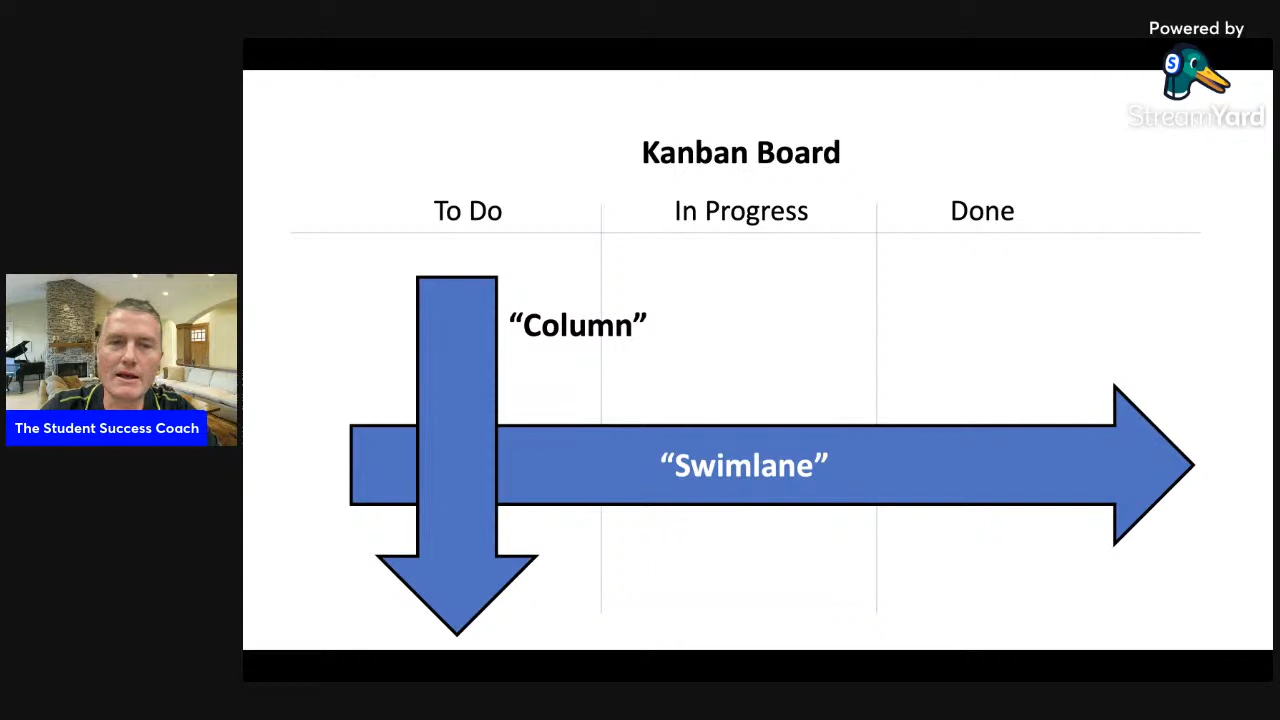 Powered by
StreamYard
Kanban Board
To Do
In Progress
Done
“Column”
“Swimlane”
The Student Success Coach
S